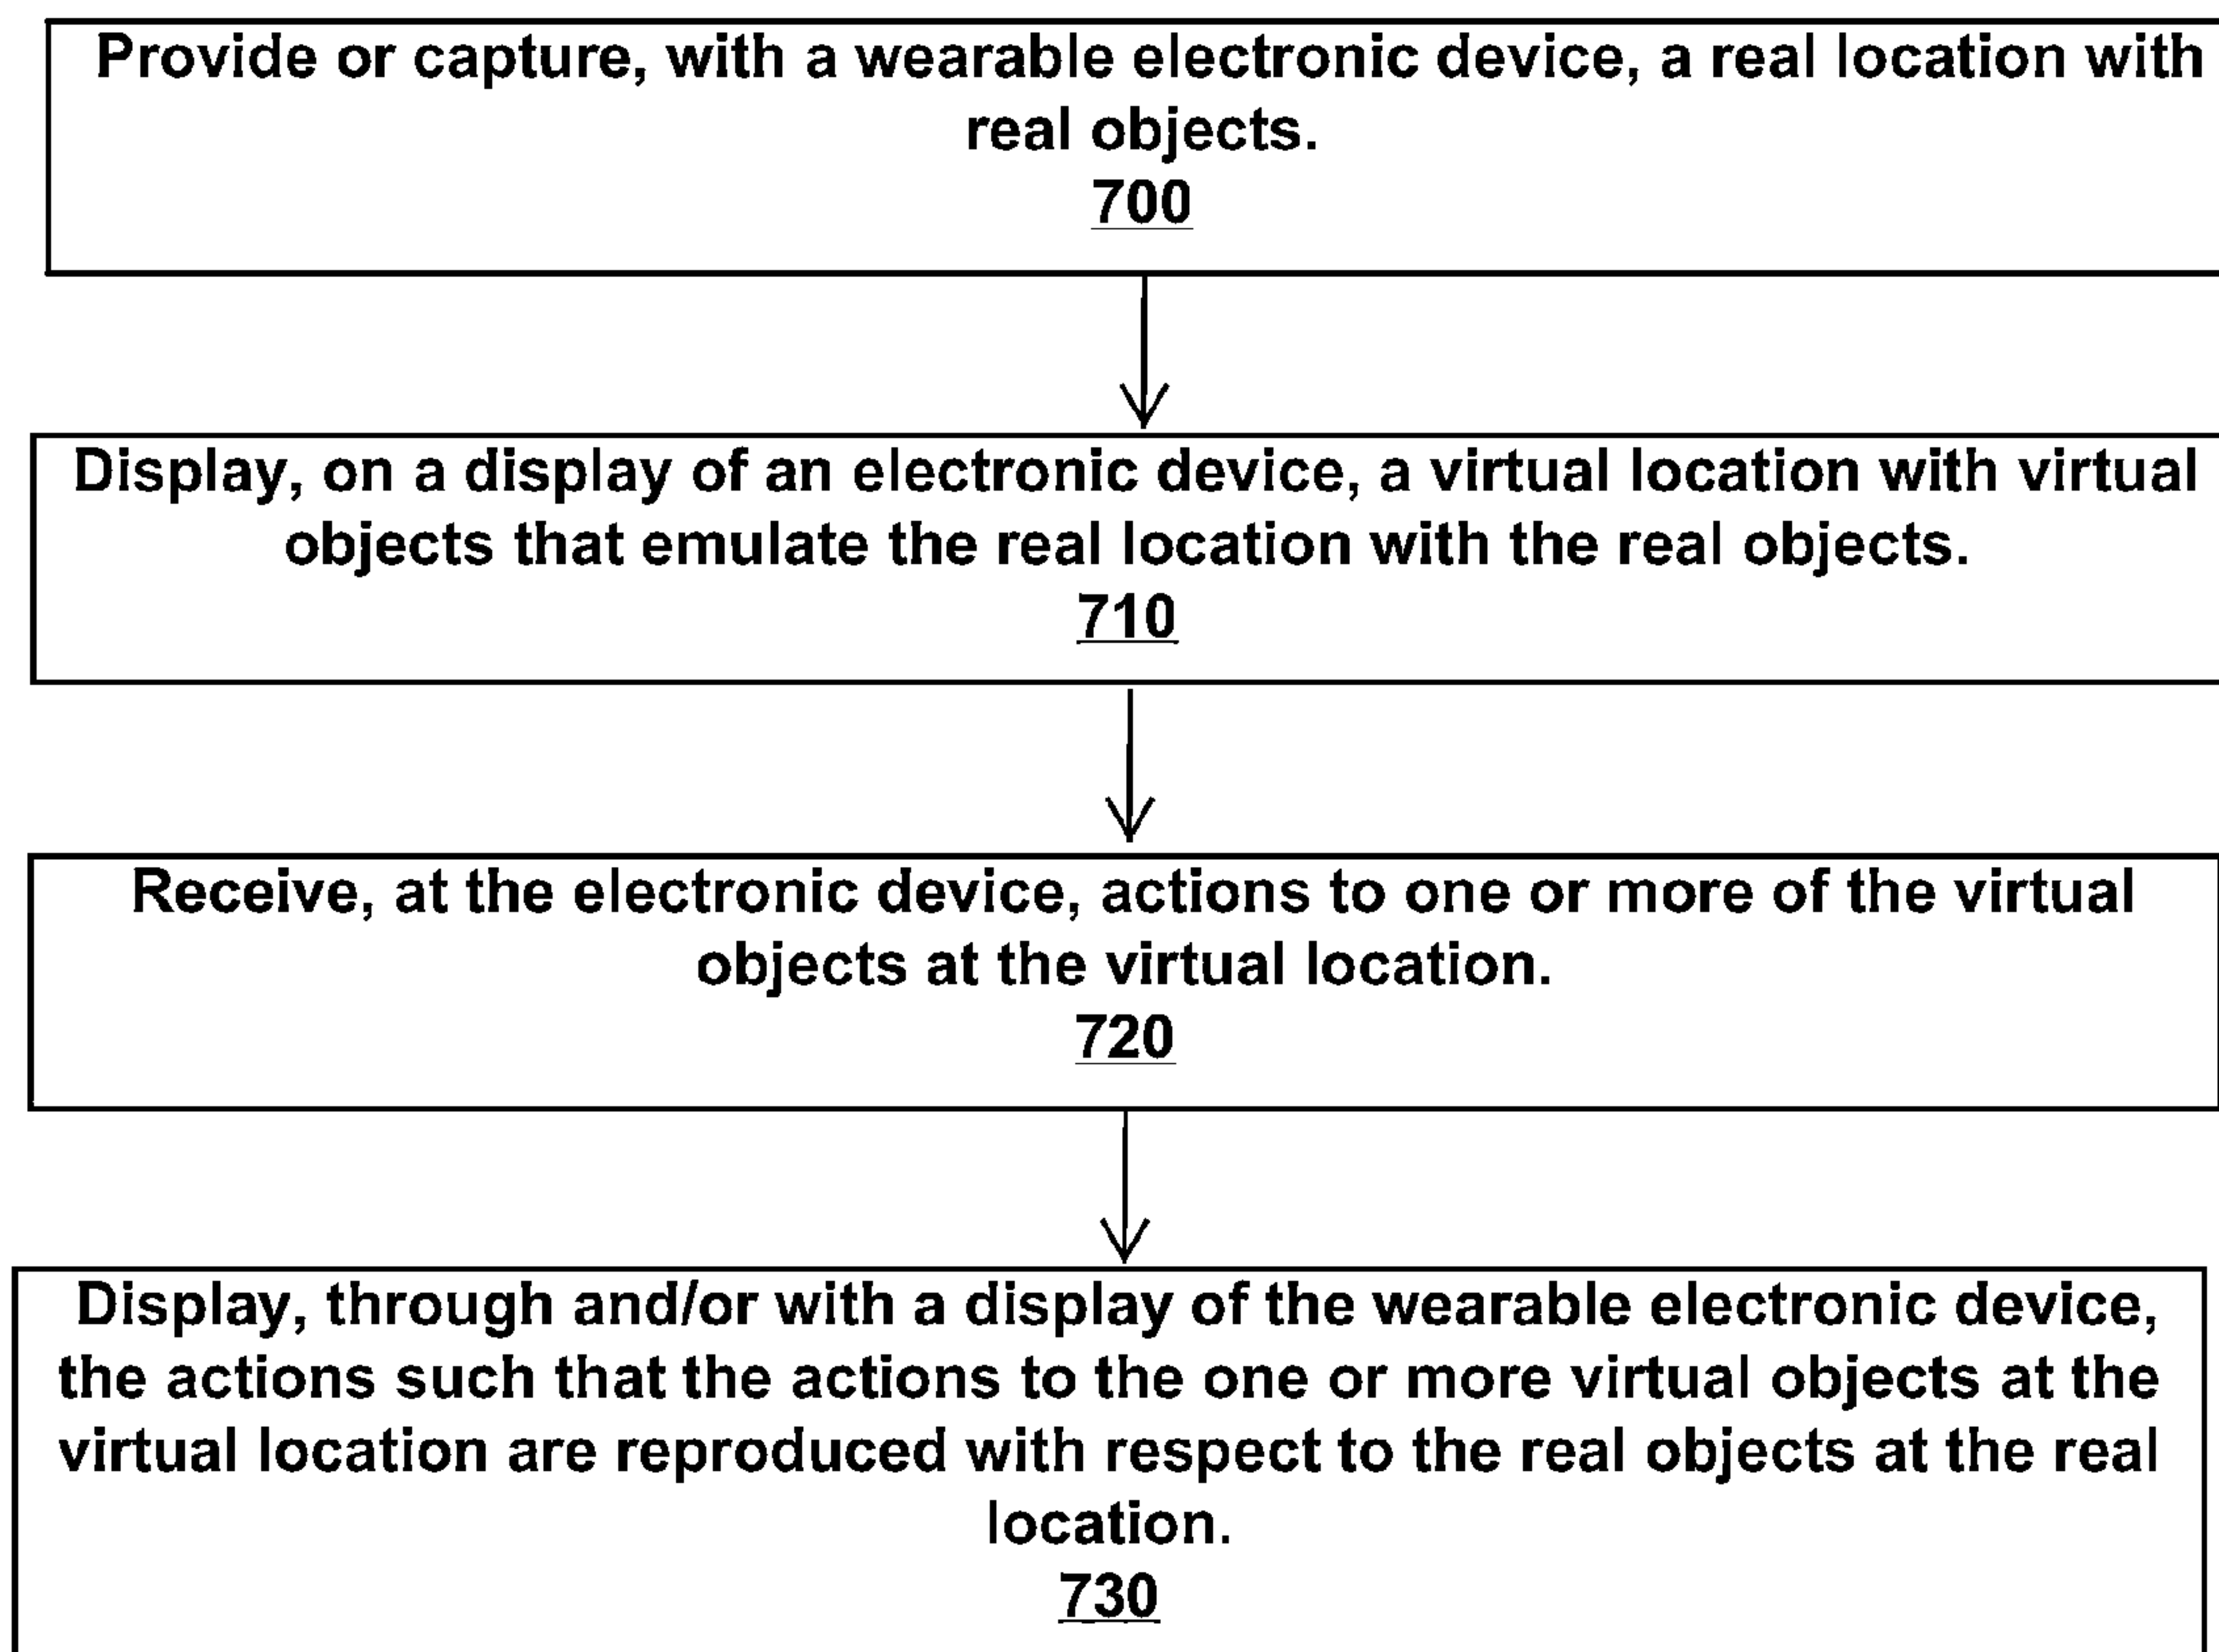 Provide or capture, with a wearable electronic device, a real location with
real objects.
700
Display, on a display of an electronic device, a virtual location with virtual
objects that emulate the real location with the real objects.
710
Receive, at the electronic device, actions to one or more of the virtual
objects at the virtual location.
720
Display, through and/or with a display of the wearable electronic device,
the actions such that the actions to the one or more virtual objects at the
virtual location are reproduced with respect to the real objects at the real
location.
730